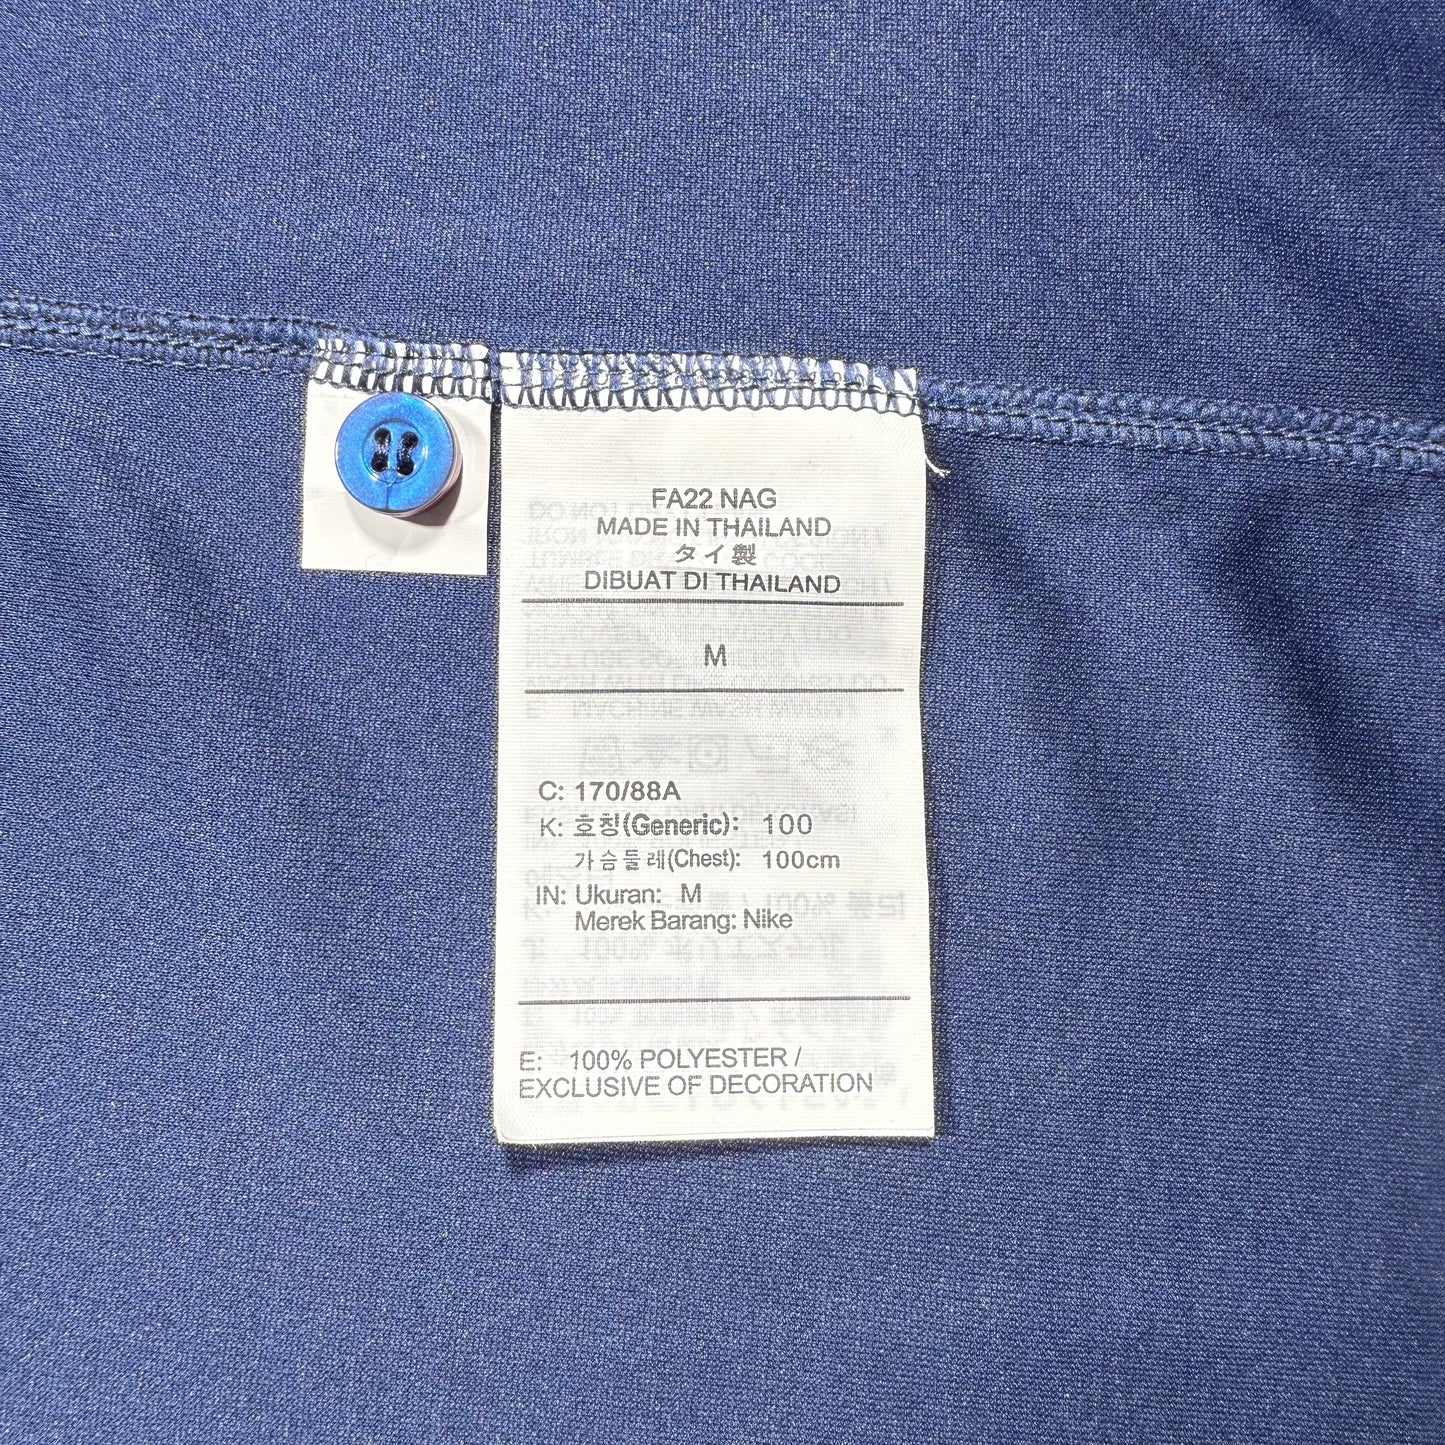 FA22 NAG
MADE IN THAILAND
タイ製
DIBUAT DI THAILAND
M
C: 170/88A
K: 호칭(Generic): 100
가슴둘레(Chest): 100cm
IN: Ukuran: M
Merek Barang: Nike
E: 100% POLYESTER /
EXCLUSIVE OF DECORATION